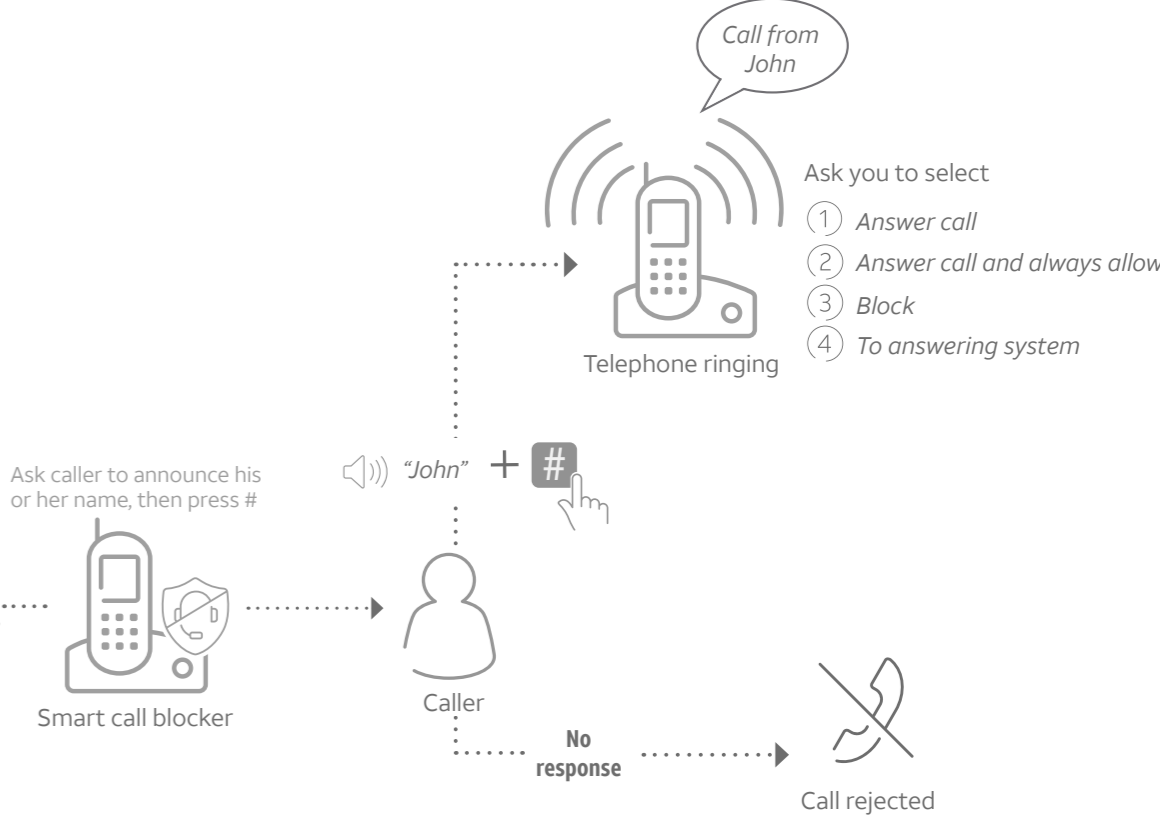 Call from
John
Ask you to select
1 Answer call
2 Answer call and always allow
3 Block
4 To answering system
Telephone ringing
Ask caller to announce his
or her name, then press #
“John” + #
Smart call blocker
Caller
No
response
Call rejected